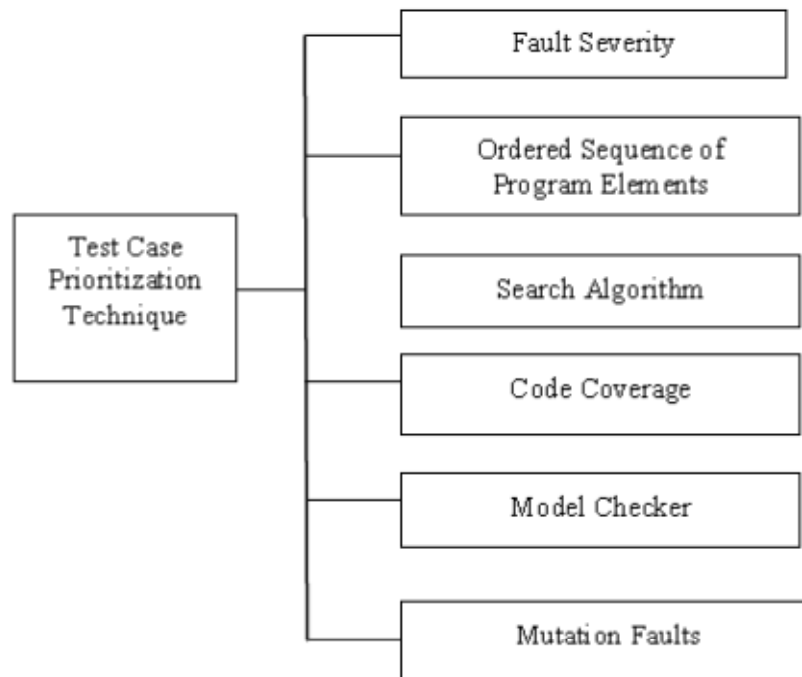 Fault Severity
Ordered Sequence of
Program Elements
Test Case
Prioritization
Technique
Search Algorithm
Code Coverage
Model Checker
Mutation Faults